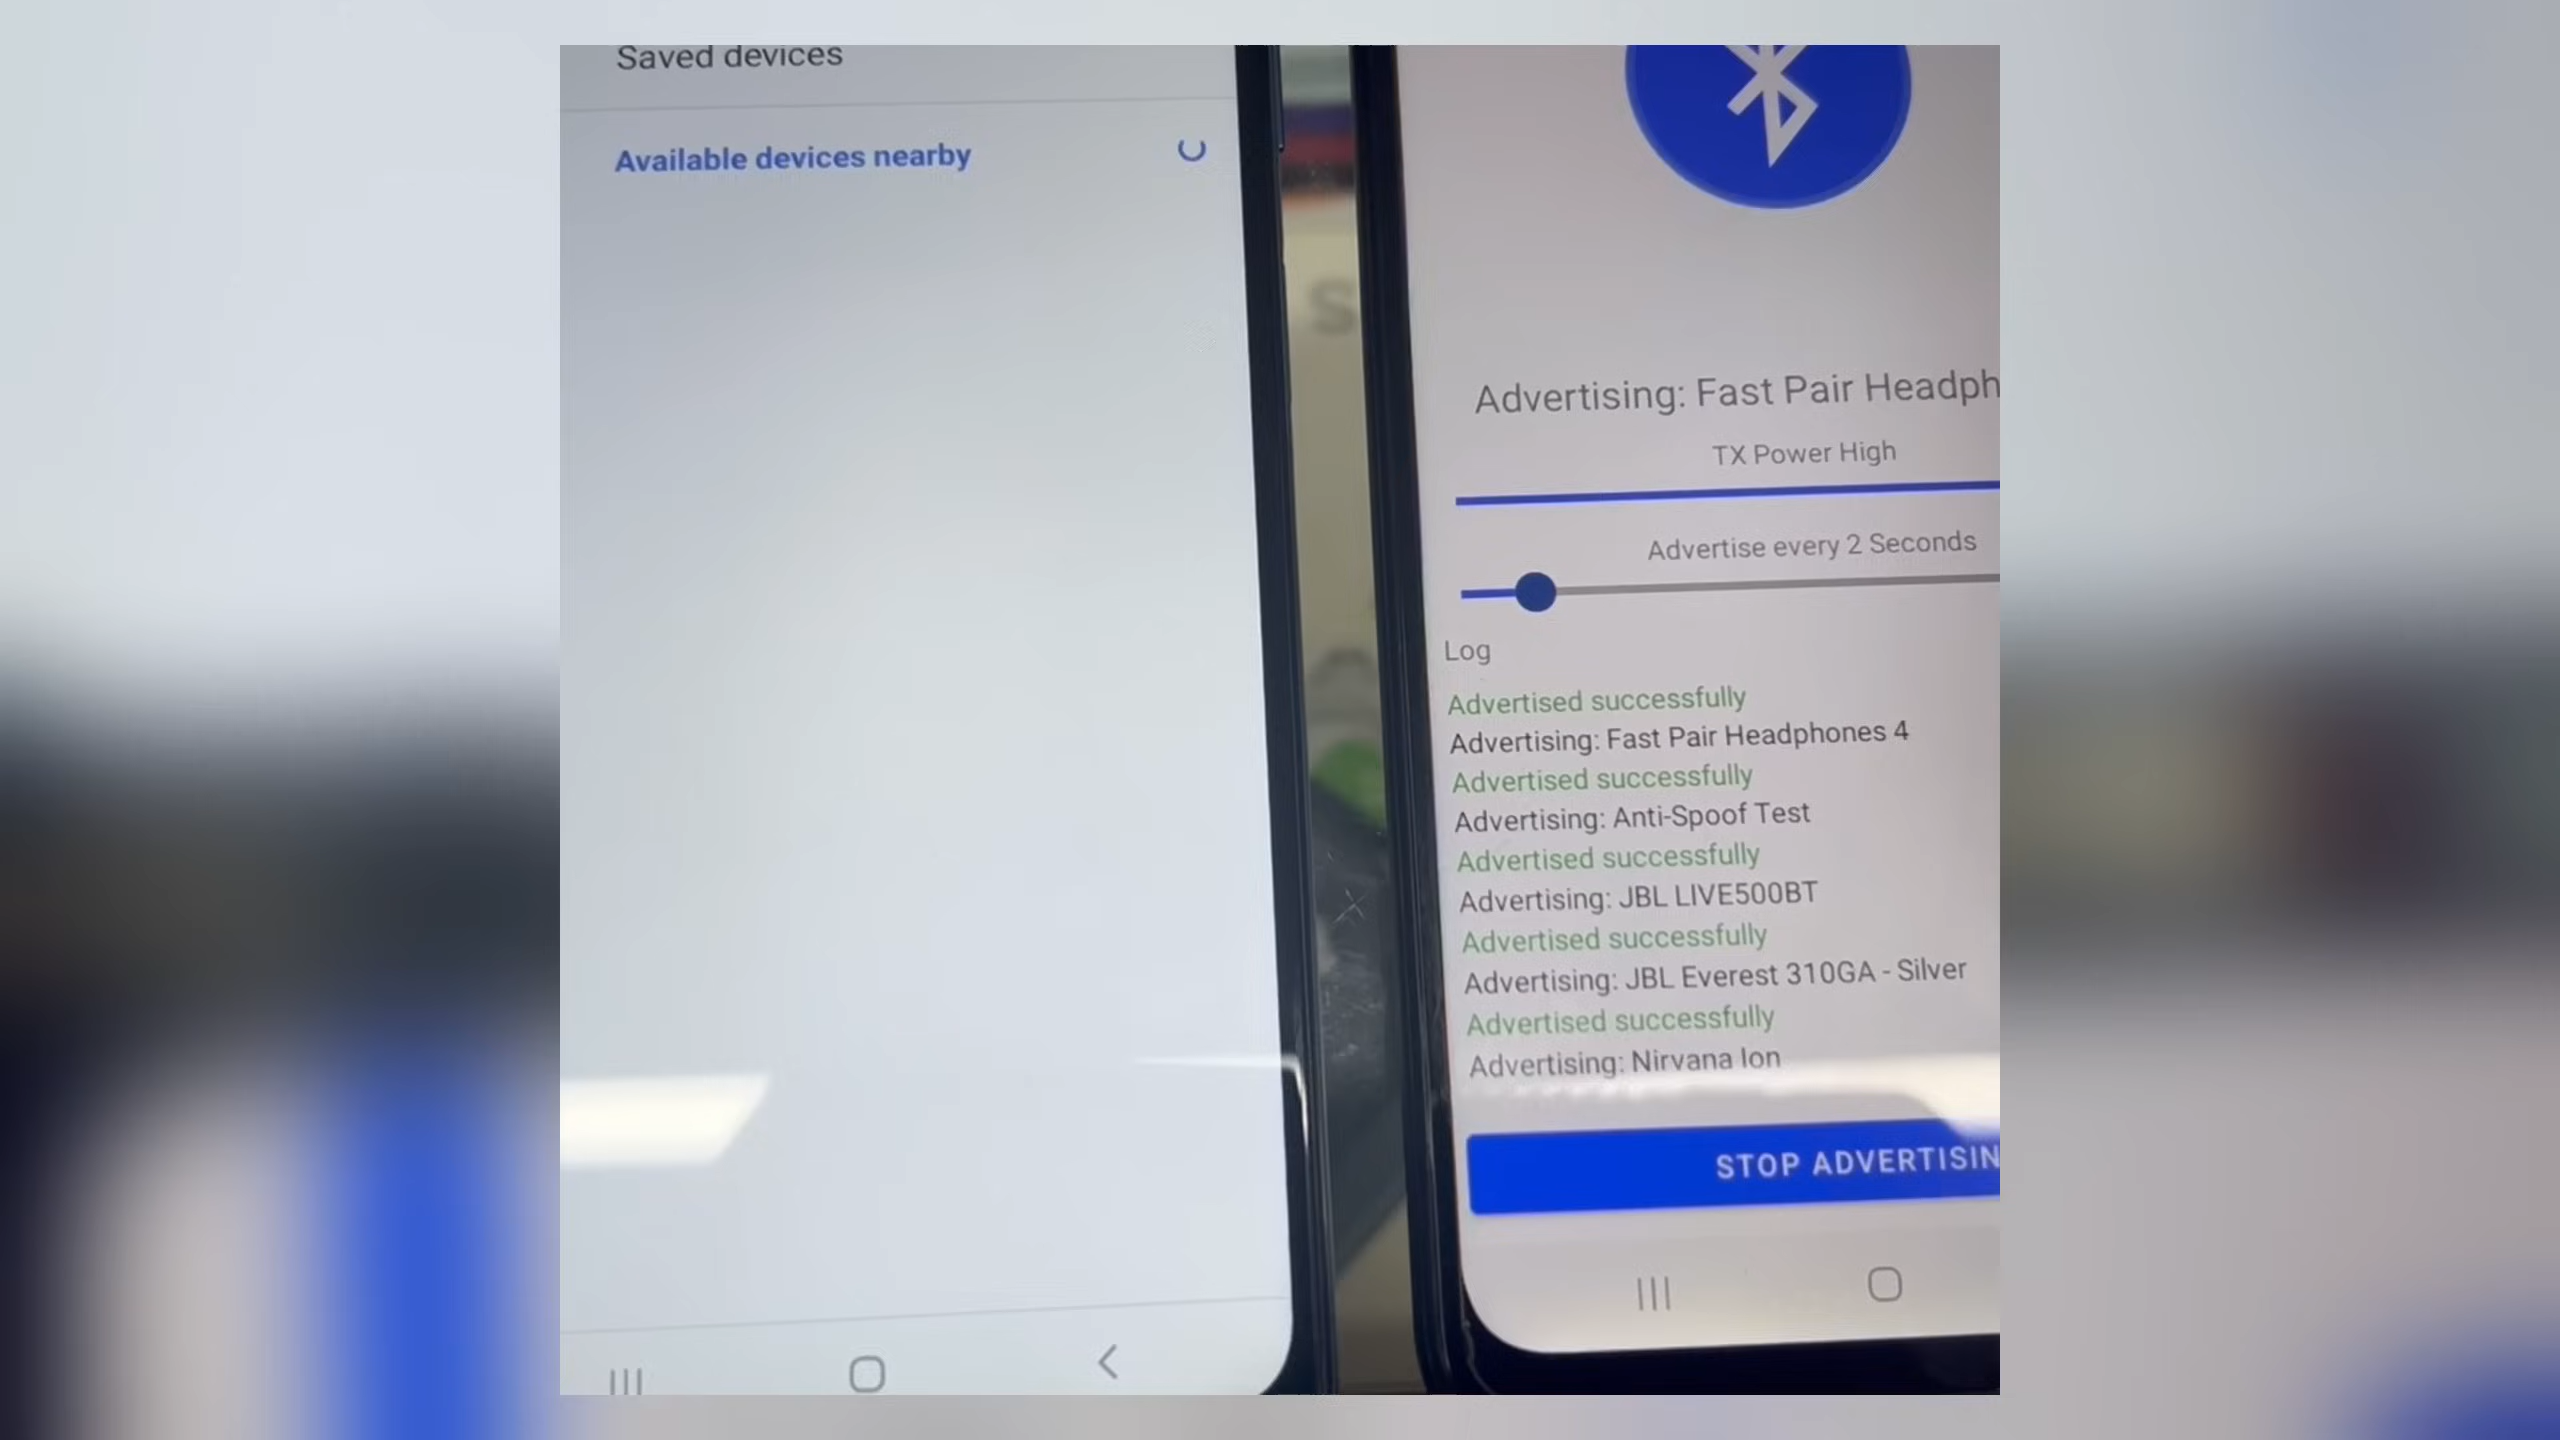 Saved devices
Available devices nearby
S
Advertising: Fast Pair Headph
TX Power High
Advertise every 2 Seconds
Log
Advertised successfully
Advertising: Fast Pair Headphones 4
Advertised successfully
Advertising: Anti-Spoof Test
Advertised successfully
Advertising: JBL LIVE500BT
Advertised successfully
Advertising: JBL Everest 310GA - Silver
Advertised successfully
Advertising: Nirvana Ion
STOP ADVERTISIN